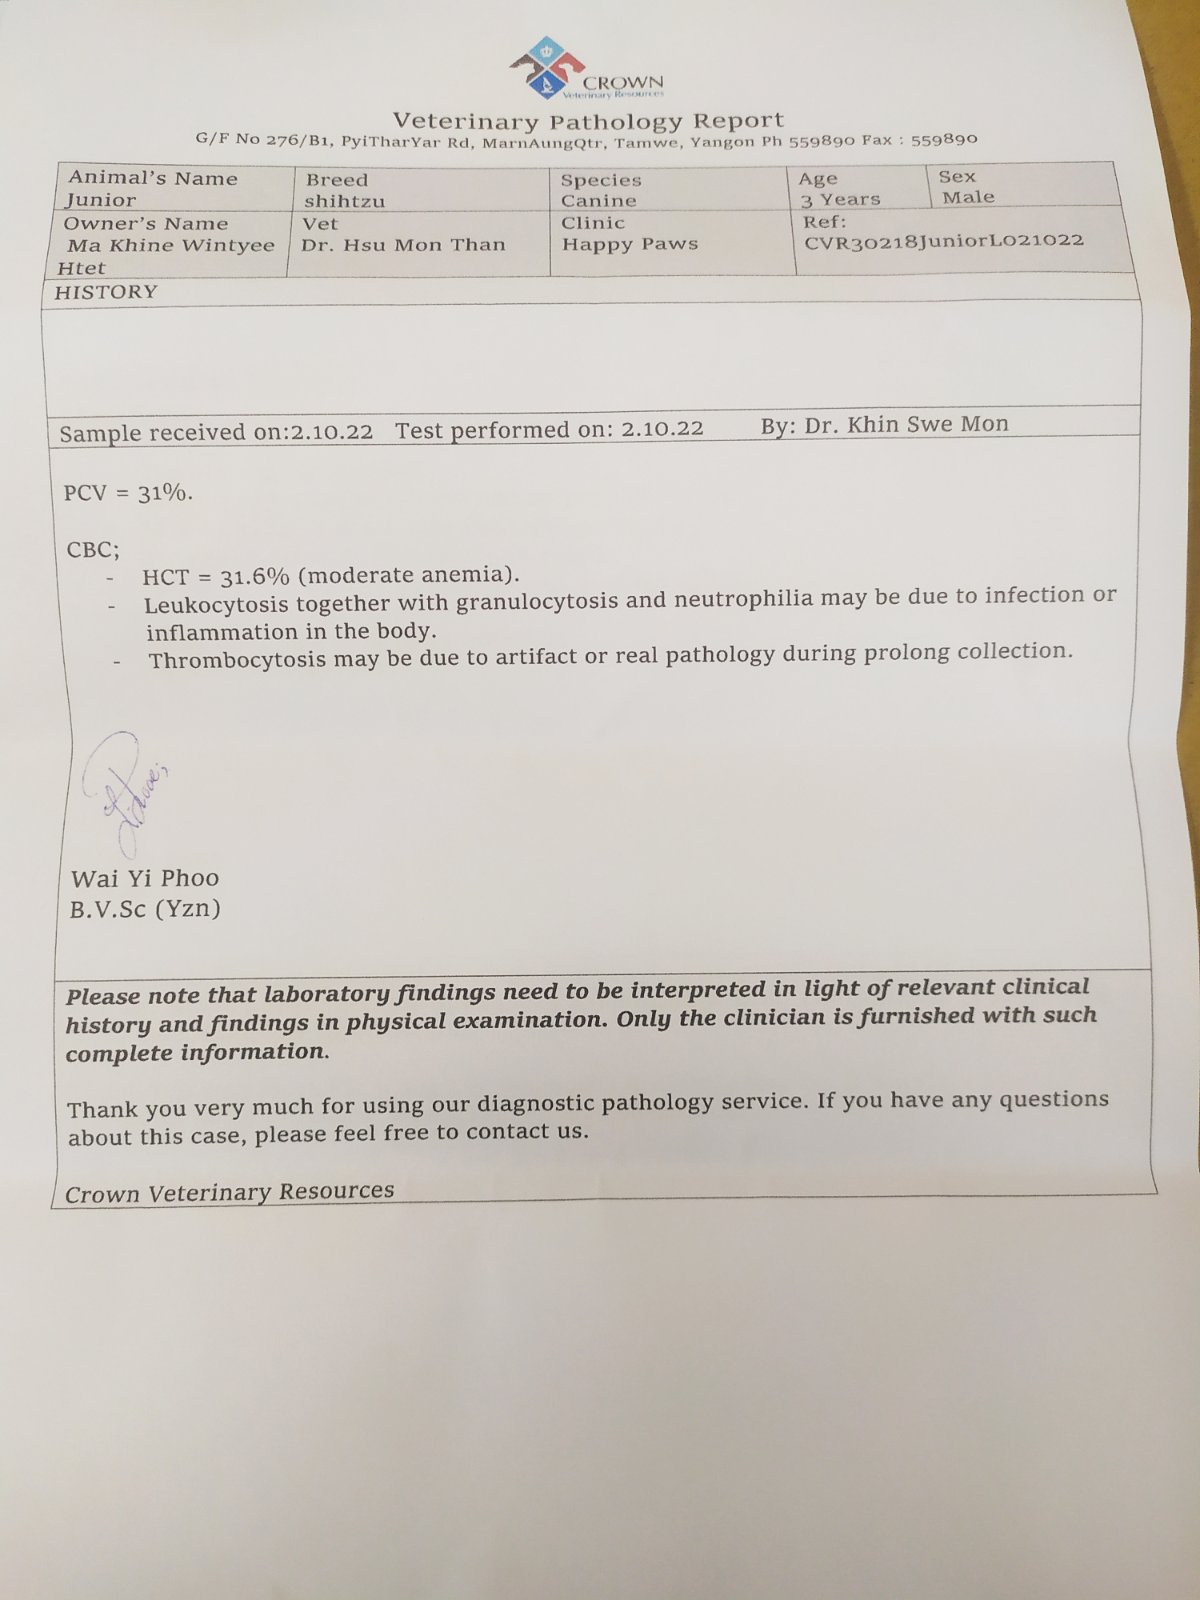 CROWN
Veterinary Resources
Veterinary Pathology Report
G/F No 276/B1, PyiTharYar Rd, MarnAungQtr, Tamwe, Yangon Ph 559890 Fax : 559890
Animal's Name Breed Species Age Sex
Junior shihtzu Canine 3 Years Male
Owner's Name Vet Clinic Ref:
Ma Khine Wintyee Dr. Hsu Mon Than Happy Paws CVR30218JuniorL021022
Htet
HISTORY
Sample received on:2.10.22 Test performed on: 2.10.22 By: Dr. Khin Swe Mon
PCV = 31%.
CBC;
- HCT = 31.6% (moderate anemia).
- Leukocytosis together with granulocytosis and neutrophilia may be due to infection or
inflammation in the body.
- Thrombocytosis may be due to artifact or real pathology during prolong collection.
Wai Yi Phoo
B.V.Sc (Yzn)
Please note that laboratory findings need to be interpreted in light of relevant clinical
history and findings in physical examination. Only the clinician is furnished with such
complete information.
Thank you very much for using our diagnostic pathology service. If you have any questions
about this case, please feel free to contact us.
Crown Veterinary Resources